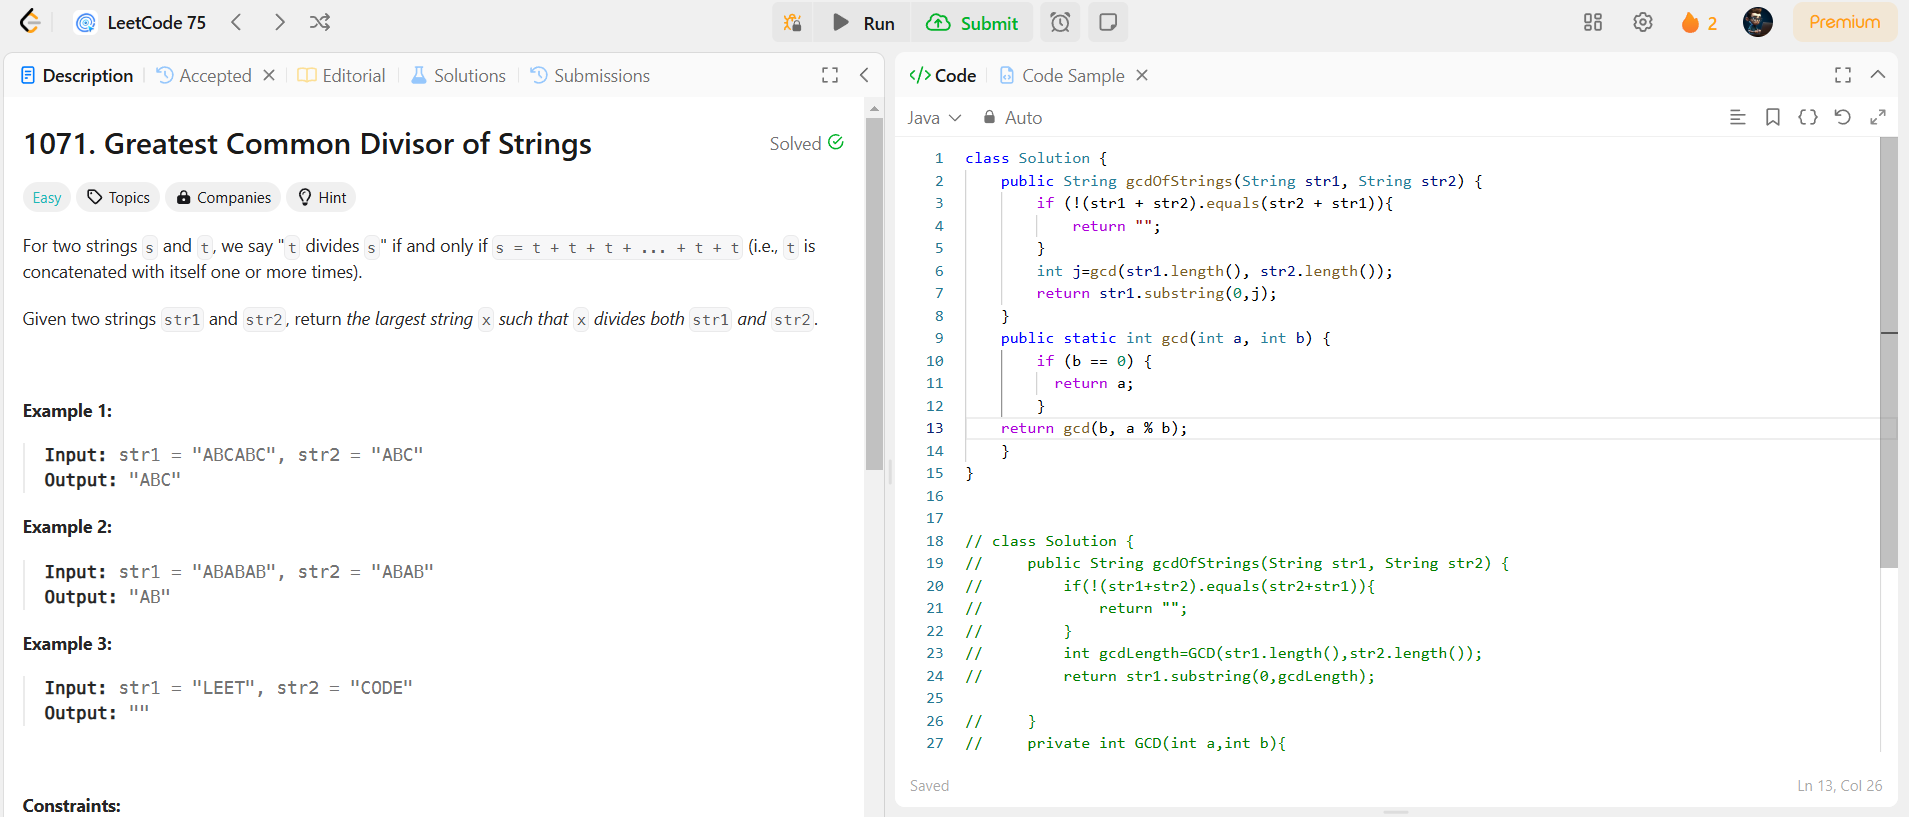 LeetCode 75
Run
Submit
2
Premium
Description
Accepted
Editorial
Solutions
Submissions
1071. Greatest Common Divisor of Strings
Solved
Easy
Topics
Companies
Hint
For two strings s and t, we say "t divides s" if and only if s = t + t + t + ... + t + t (i.e., t is
concatenated with itself one or more times).
Given two strings str1 and str2, return the largest string x such that x divides both str1 and str2.
Example 1:
Input: str1 = "ABCABC", str2 = "ABC"
Output: "ABC"
Example 2:
Input: str1 = "ABABAB", str2 = "ABAB"
Output: "AB"
Example 3:
Input: str1 = "LEET", str2 = "CODE"
Output: ""
Constraints:
</> Code
Code Sample
Java
Auto
1 class Solution {
2     public String gcdOfStrings(String str1, String str2) {
3         if (!(str1 + str2).equals(str2 + str1)){
4             return "";
5         }
6         int j=gcd(str1.length(), str2.length());
7         return str1.substring(0,j);
8     }
9     public static int gcd(int a, int b) {
10         if (b == 0) {
11           return a;
12         }
13     return gcd(b, a % b);
14     }
15 }
16
17
18 // class Solution {
19 //     public String gcdOfStrings(String str1, String str2) {
20 //         if(!(str1+str2).equals(str2+str1)){
21 //             return "";
22 //         }
23 //         int gcdLength=GCD(str1.length(),str2.length());
24 //         return str1.substring(0,gcdLength);
25
26 //     }
27 //     private int GCD(int a,int b){
Saved
Ln 13, Col 26